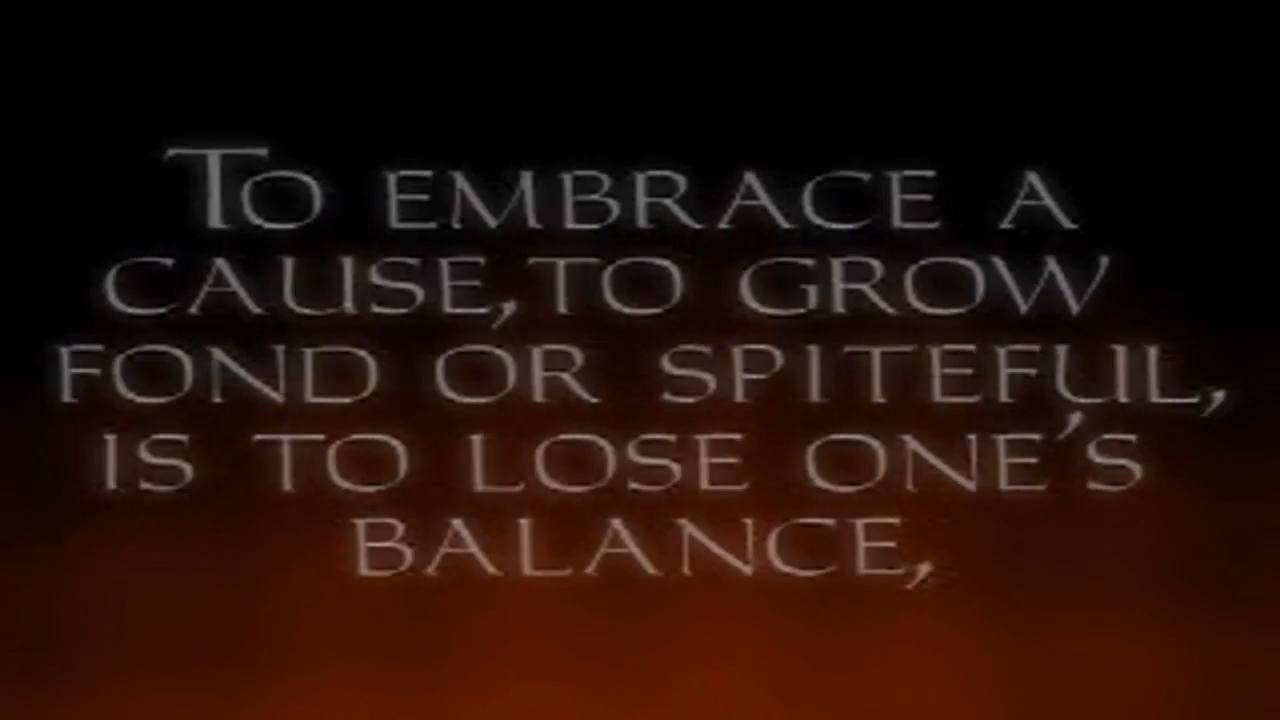 To EMBRACE A
CAUSE, TO GROW
FOND OR SPITEFUL,
IS TO LOSE ONE'S
BALANCE,